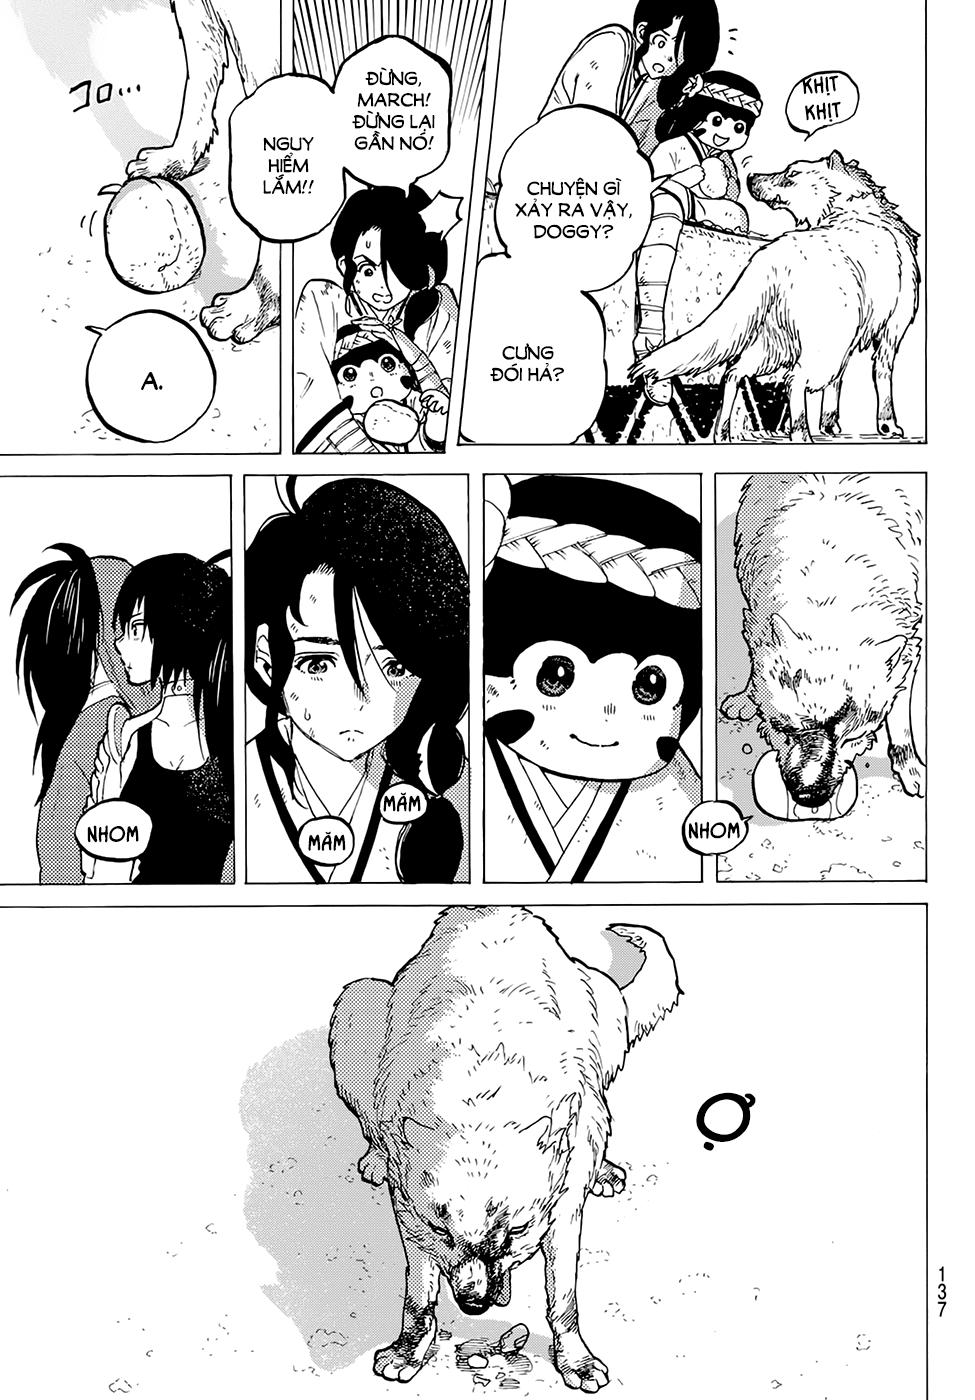 KHỊT
KHỊT
CHUYỆN GÌ
XẢY RA VẬY,
DOGGY?
CƯNG
ĐÓI HẢ?
ĐỪNG,
MARCH!
ĐỪNG LẠI
GẦN NÓ!
NGUY
HIỂM
LẮM!!
コロ...
A.
NHOM
MĂM
MĂM
NHOM
Ợ
137